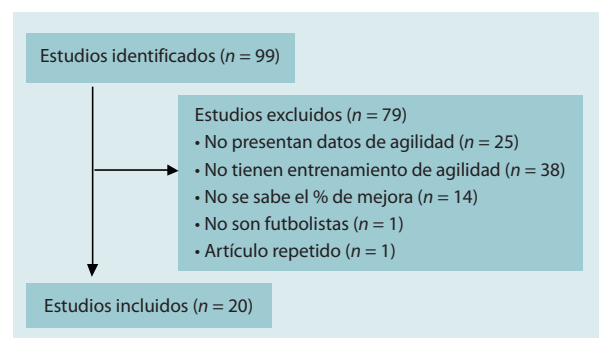 Estudios identificados (n = 99)
Estudios excluidos (n = 79)
• No presentan datos de agilidad (n = 25)
• No tienen entrenamiento de agilidad (n = 38)
• No se sabe el % de mejora (n = 14)
• No son futbolistas (n = 1)
• Artículo repetido (n = 1)
Estudios incluidos (n = 20)